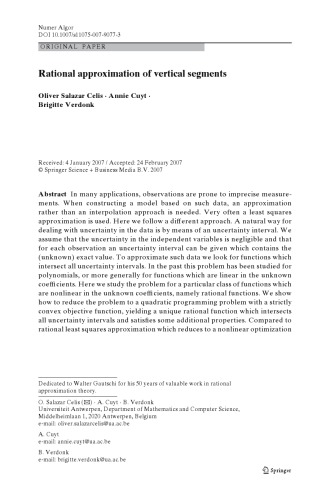 Numer Algor
DOI 10.1007/s11075-007-9077-3
ORIGINAL PAPER
Rational approximation of vertical segments
Oliver Salazar Celis · Annie Cuyt ·
Brigitte Verdonk
Received: 4 January 2007 / Accepted: 24 February 2007
© Springer Science + Business Media B.V. 2007
Abstract In many applications, observations are prone to imprecise measure-
ments. When constructing a model based on such data, an approximation
rather than an interpolation approach is needed. Very often a least squares
approximation is used. Here we follow a different approach. A natural way for
dealing with uncertainty in the data is by means of an uncertainty interval. We
assume that the uncertainty in the independent variables is negligible and that
for each observation an uncertainty interval can be given which contains the
(unknown) exact value. To approximate such data we look for functions which
intersect all uncertainty intervals. In the past this problem has been studied for
polynomials, or more generally for functions which are linear in the unknown
coefficients. Here we study the problem for a particular class of functions which
are nonlinear in the unknown coefficients, namely rational functions. We show
how to reduce the problem to a quadratic programming problem with a strictly
convex objective function, yielding a unique rational function which intersects
all uncertainty intervals and satisfies some additional properties. Compared to
rational least squares approximation which reduces to a nonlinear optimization
Dedicated to Walter Gautschi for his 50 years of valuable work in rational
approximation theory.
O. Salazar Celis (✉) · A. Cuyt · B. Verdonk
Universiteit Antwerpen, Department of Mathematics and Computer Science,
Middelheimlaan 1, 2020 Antwerpen, Belgium
e-mail: oliver.salazarcelis@ua.ac.be
A. Cuyt
e-mail: annie.cuyt@ua.ac.be
B. Verdonk
e-mail: brigitte.verdonk@ua.ac.be
Springer